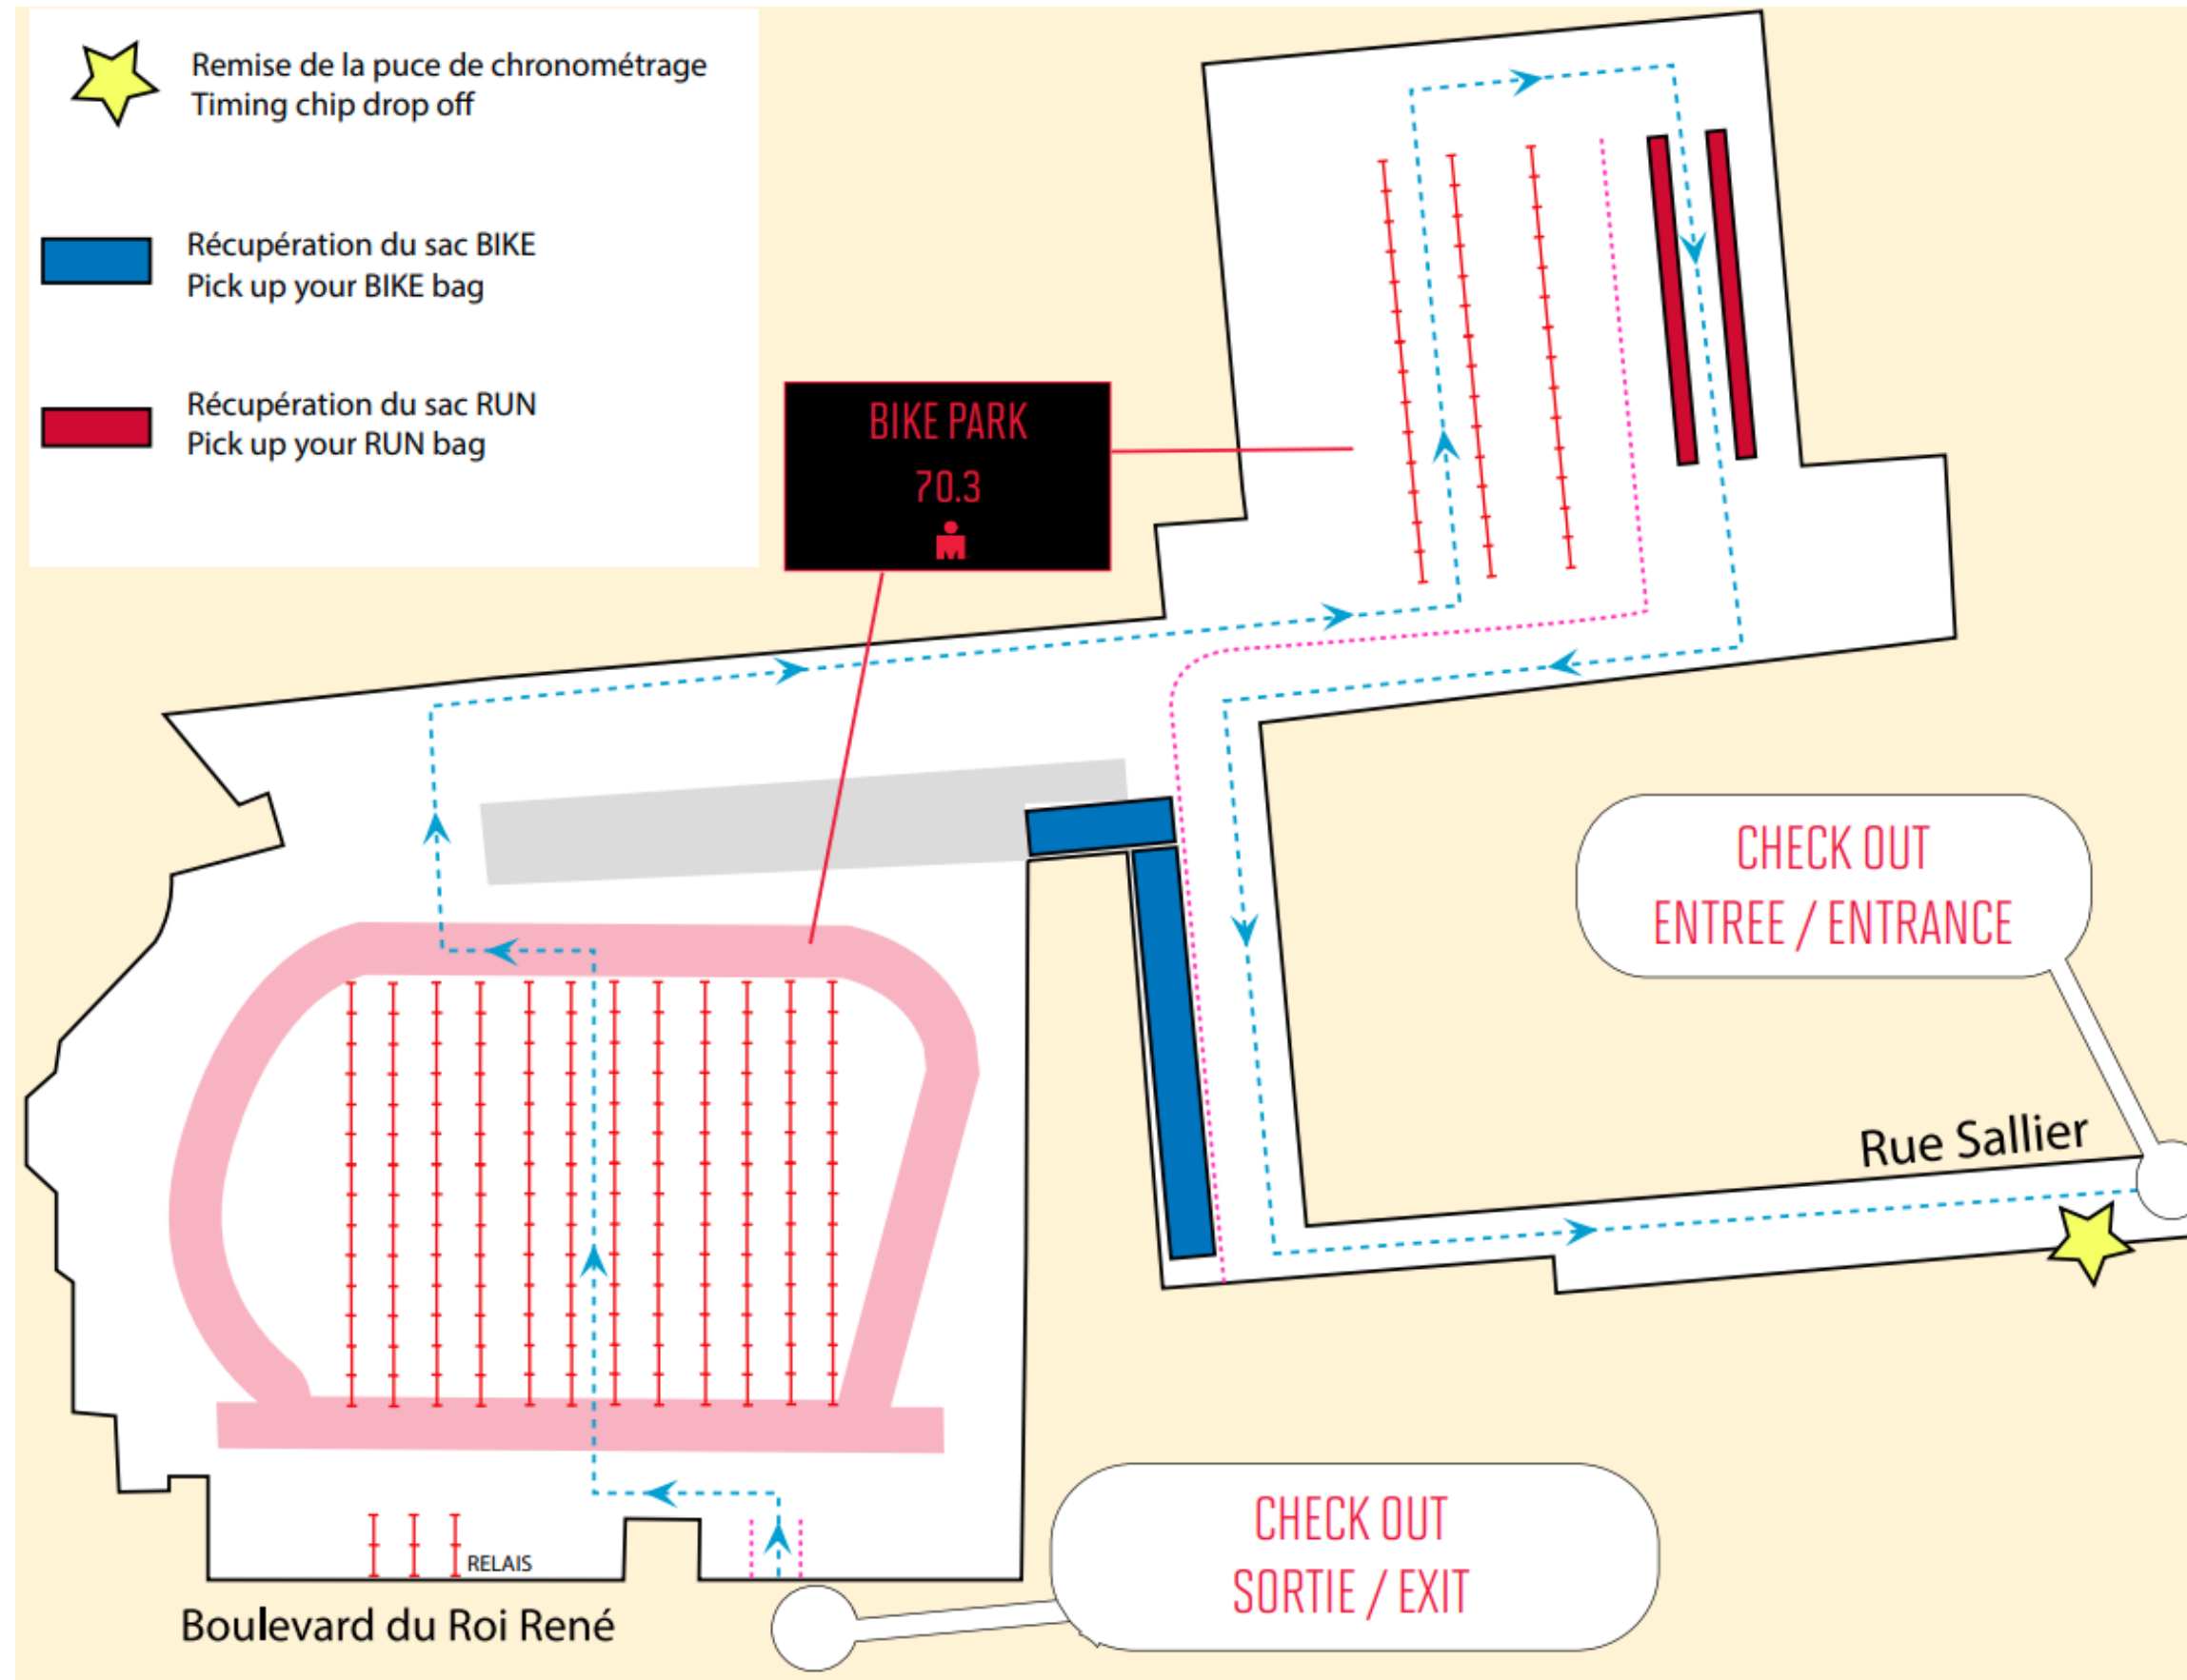 Remise de la puce de chronométrage
Timing chip drop off
Récupération du sac BIKE
Pick up your BIKE bag
Récupération du sac RUN
Pick up your RUN bag
BIKE PARK
70.3
CHECK OUT
ENTREE / ENTRANCE
Rue Sallier
CHECK OUT
SORTIE / EXIT
RELAIS
Boulevard du Roi René